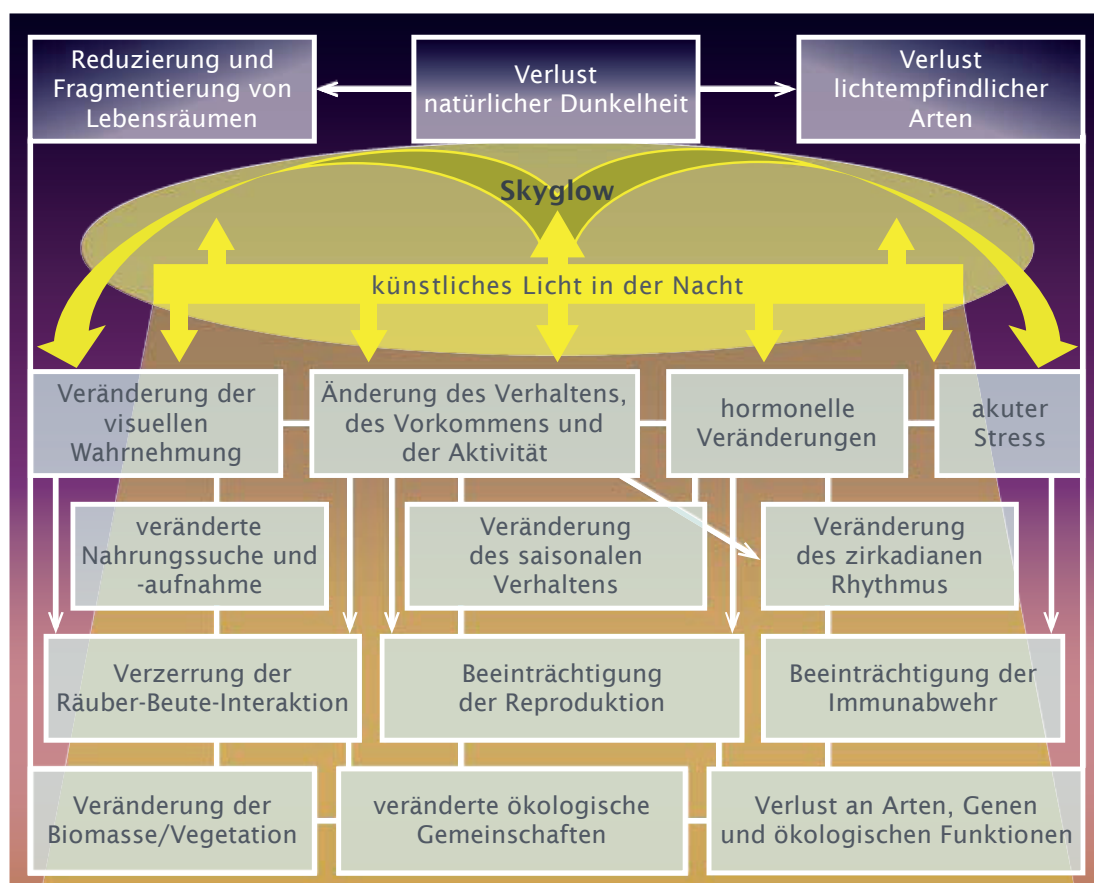 Reduzierung und
Fragmentierung von
Lebensräumen
Verlust
natürlicher Dunkelheit
Verlust
lichtempfindlicher
Arten
Skyglow
künstliches Licht in der Nacht
Veränderung der
visuellen
Wahrnehmung
Änderung des Verhaltens,
des Vorkommens und
der Aktivität
hormonelle
Veränderungen
akuter
Stress
veränderte
Nahrungssuche und
-aufnahme
Veränderung
des saisonalen
Verhaltens
Veränderung
des zirkadianen
Rhythmus
Verzerrung der
Räuber-Beute-Interaktion
Beeinträchtigung
der Reproduktion
Beeinträchtigung der
Immunabwehr
Veränderung der
Biomasse/Vegetation
veränderte ökologische
Gemeinschaften
Verlust an Arten, Genen
und ökologischen Funktionen